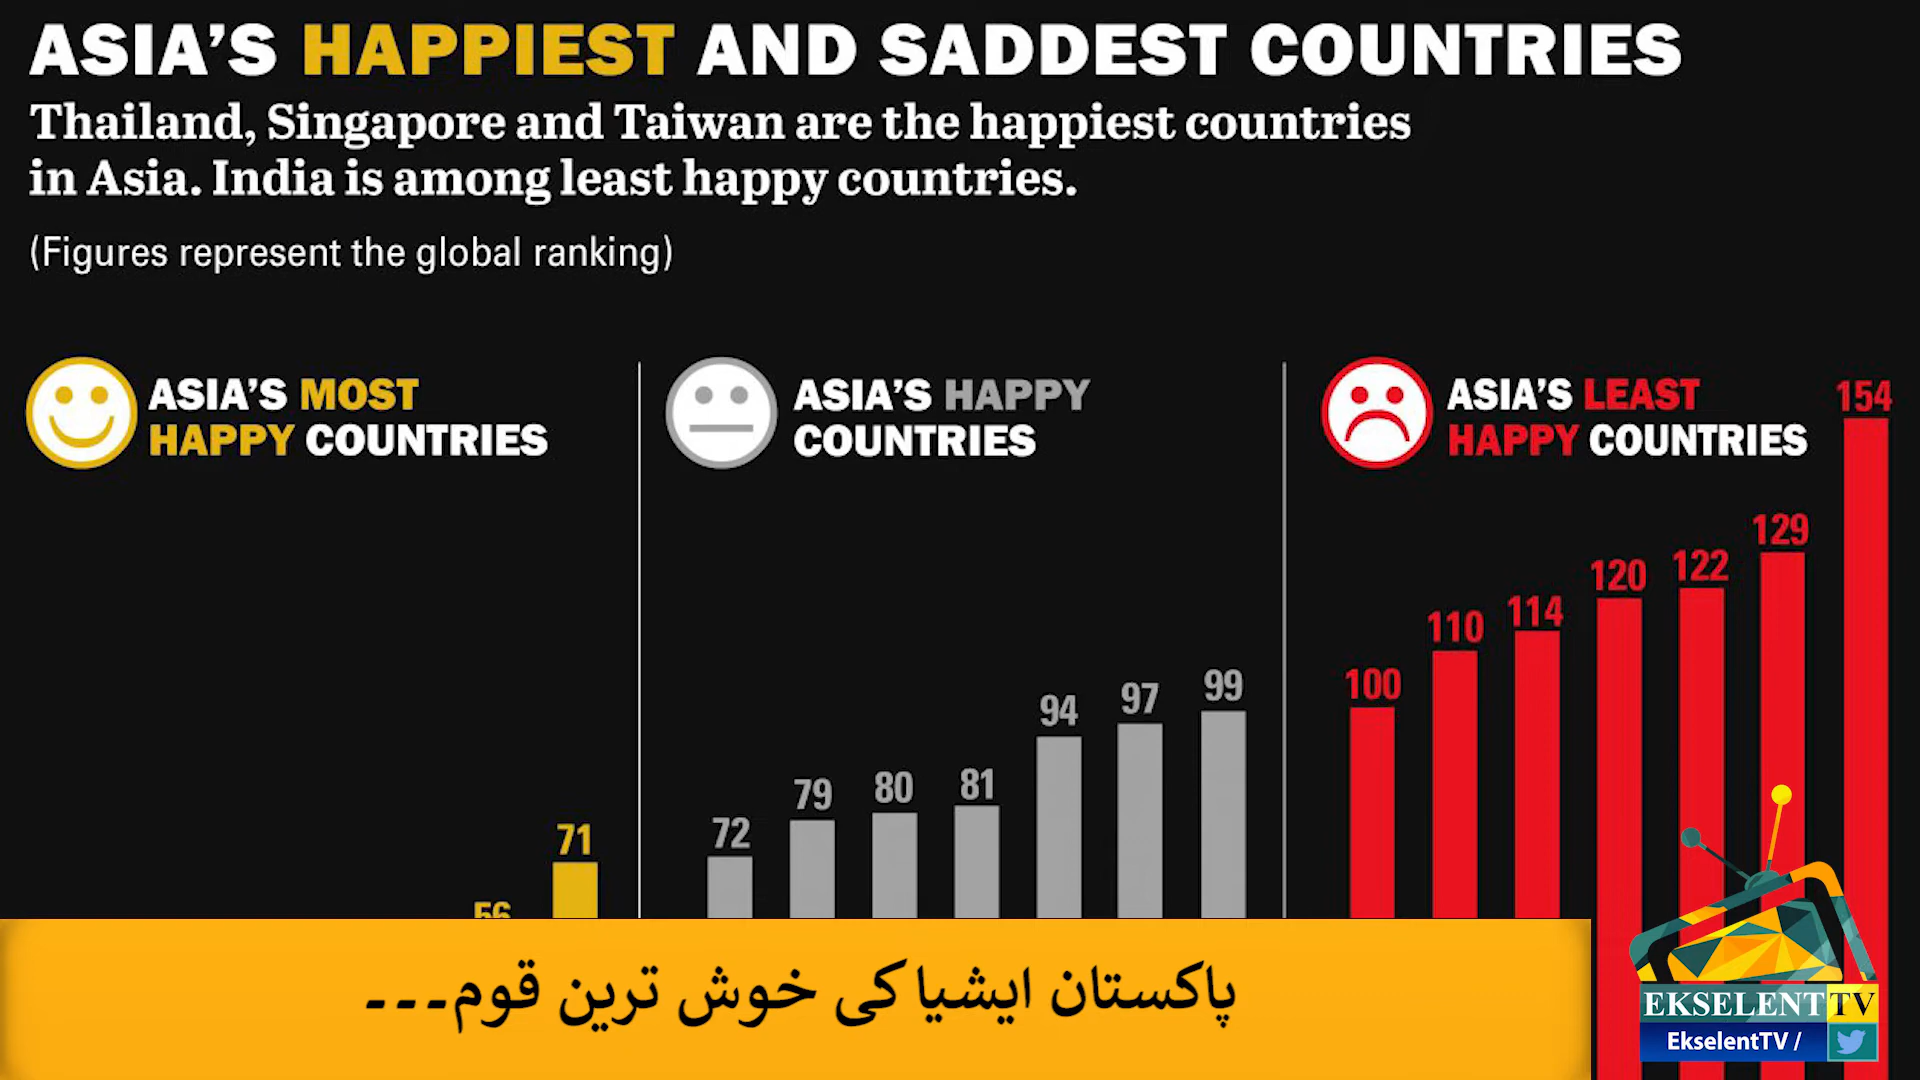 ASIA'S HAPPIEST AND SADDEST COUNTRIES
Thailand, Singapore and Taiwan are the happiest countries
in Asia. India is among least happy countries.
(Figures represent the global ranking)
ASIA'S MOST
HAPPY COUNTRIES
56
71
ASIA'S HAPPY
COUNTRIES
72
79
80
81
94
97
99
ASIA'S LEAST
HAPPY COUNTRIES
100
110
114
120
122
129
154
پاکستان ایشیا کی خوش ترین قوم۔۔۔
EKSELENT TV
EkselentTV /